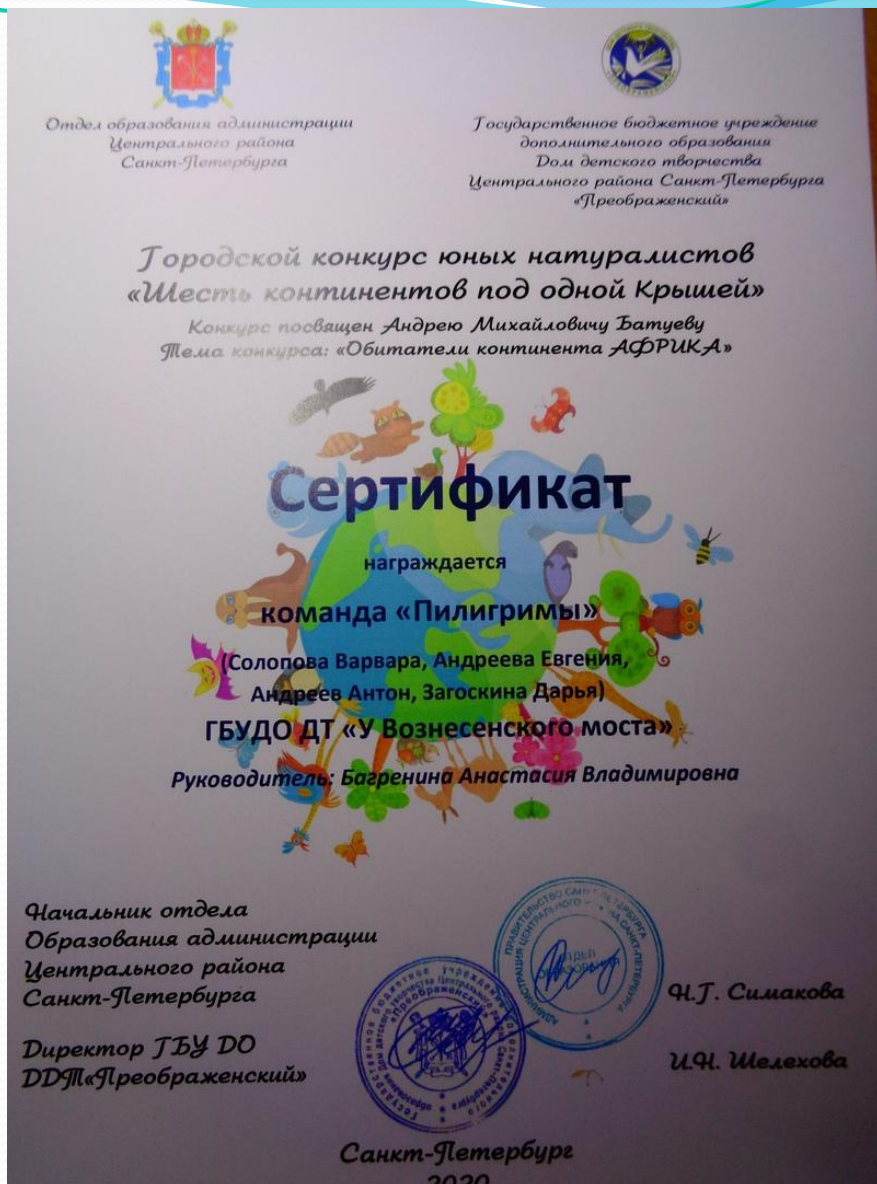 Отдел образования администрации
Центрального района
Санкт-Петербурга
Государственное бюджетное учреждение
дополнительного образования
Дом детского творчества
Центрального района Санкт-Петербурга
«Преображенский»
Городской конкурс юных натуралистов
«Шесть континентов под одной Крышей»
Конкурс посвящен Андрею Михайловичу Батуеву
Тема конкурса: «Обитатели континента АФРИКА»
Сертификат
награждается
команда «Пилигримы»
(Солопова Варвара, Андреева Евгения,
Андреев Антон, Загоскина Дарья)
ГБУДО ДТ «У Вознесенского моста»
Руководитель: Багренина Анастасия Владимировна
Начальник отдела
Образования администрации
Центрального района
Санкт-Петербурга
Н.Г. Симакова
Директор ГБУ ДО
ДДТ«Преображенский»
И.Н. Шелехова
ОТДЕЛ
ОБРАЗОВАНИЯ
«Преображенский»
Санкт-Петербург
2020